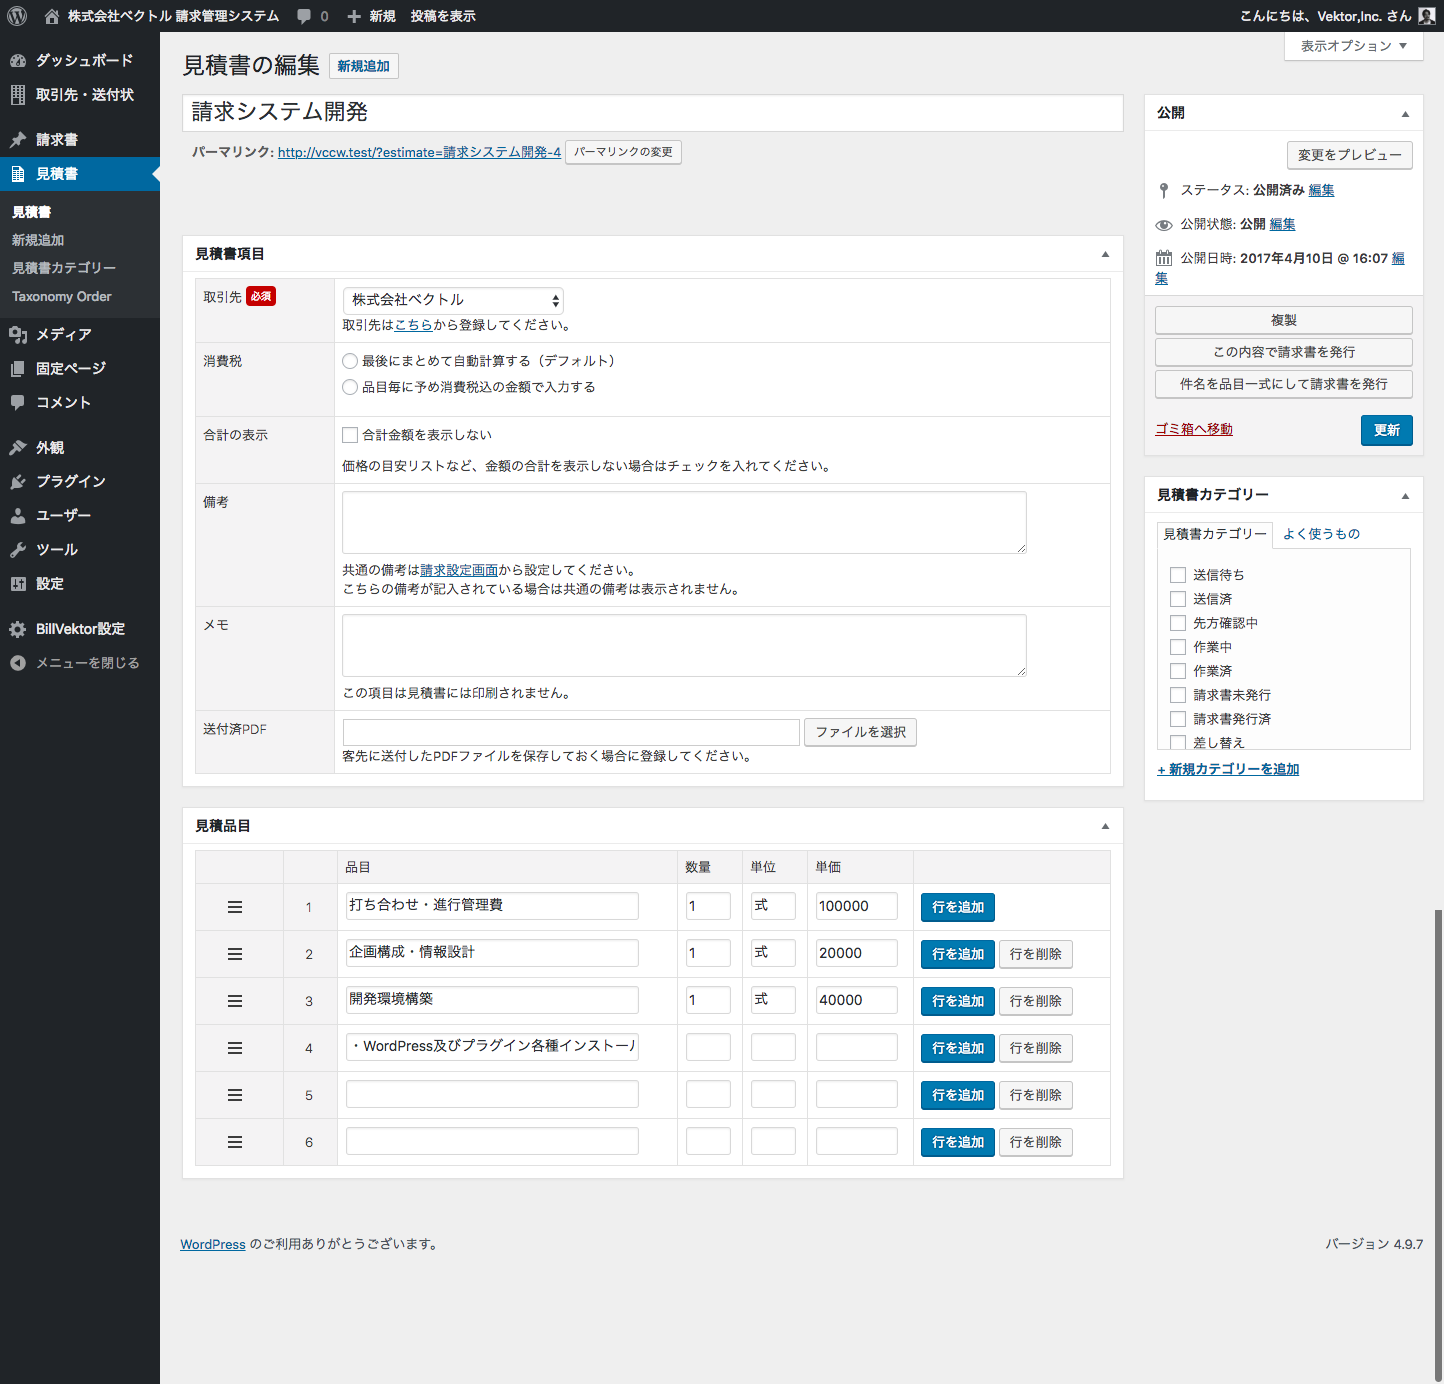 株式会社ベクトル 請求管理システム 0 新規 投稿を表示 こんにちは、Vektor,Inc. さん
ダッシュボード
取引先・送付状
請求書
見積書
見積書
新規追加
見積書カテゴリー
Taxonomy Order
メディア
固定ページ
コメント
外観
プラグイン
ユーザー
ツール
設定
BillVektor設定
メニューを閉じる
表示オプション ▼
見積書の編集 新規追加
請求システム開発
パーマリンク: http://vccw.test/?estimate=請求システム開発-4 パーマリンクの変更
見積書項目
取引先 必須
株式会社ベクトル
取引先はこちらから登録してください。
消費税
最後にまとめて自動計算する（デフォルト）
品目毎に予め消費税込の金額で入力する
合計の表示
合計金額を表示しない
価格の目安リストなど、金額の合計を表示しない場合はチェックを入れてください。
備考
共通の備考は請求設定画面から設定してください。
こちらの備考が記入されている場合は共通の備考は表示されません。
メモ
この項目は見積書には印刷されません。
送付済PDF
ファイルを選択
客先に送付したPDFファイルを保存しておく場合に登録してください。
見積品目
品目 数量 単位 単価
1 打ち合わせ・進行管理費 1 式 100000 行を追加
2 企画構成・情報設計 1 式 20000 行を追加 行を削除
3 開発環境構築 1 式 40000 行を追加 行を削除
4 ・WordPress及びプラグイン各種インストール 行を追加 行を削除
5 行を追加 行を削除
6 行を追加 行を削除
公開
変更をプレビュー
ステータス: 公開済み 編集
公開状態: 公開 編集
公開日時: 2017年4月10日 @ 16:07 編
集
複製
この内容で請求書を発行
件名を品目一式にして請求書を発行
ゴミ箱へ移動 更新
見積書カテゴリー
見積書カテゴリー よく使うもの
送信待ち
送信済
先方確認中
作業中
作業済
請求書未発行
請求書発行済
差し替え
+ 新規カテゴリーを追加
WordPress のご利用ありがとうございます。
バージョン 4.9.7